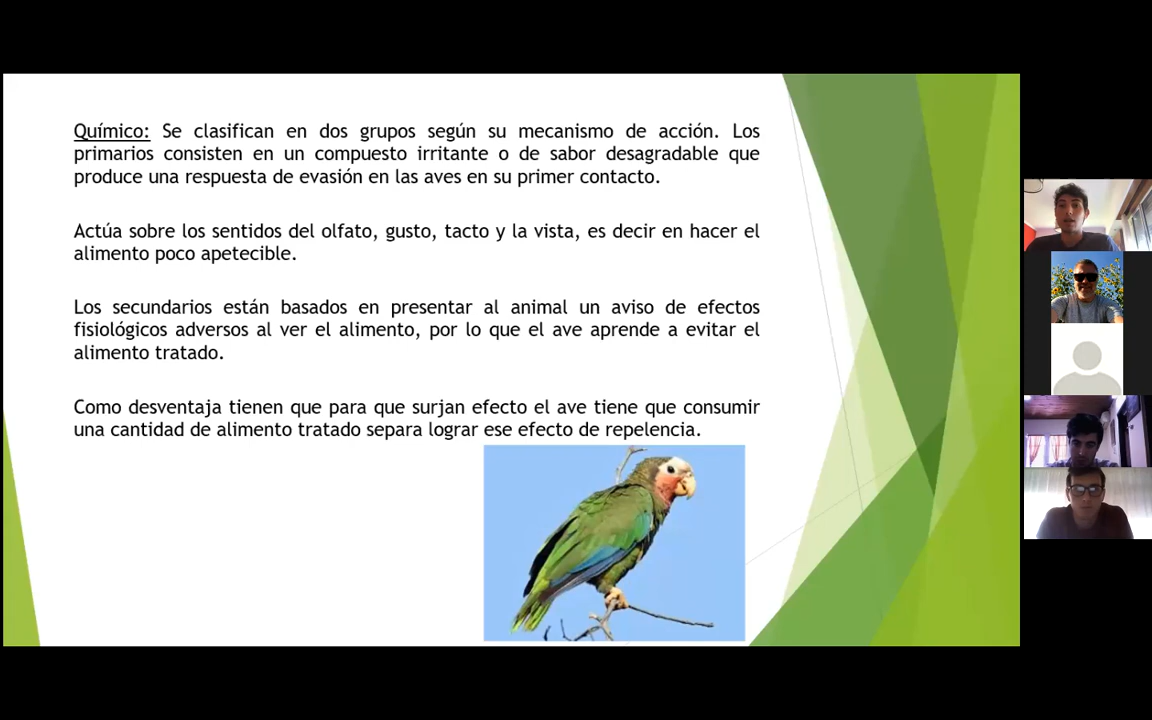 Químico: Se clasifican en dos grupos según su mecanismo de acción. Los
primarios consisten en un compuesto irritante o de sabor desagradable que
produce una respuesta de evasión en las aves en su primer contacto.
Actúa sobre los sentidos del olfato, gusto, tacto y la vista, es decir en hacer el
alimento poco apetecible.
Los secundarios están basados en presentar al animal un aviso de efectos
fisiológicos adversos al ver el alimento, por lo que el ave aprende a evitar el
alimento tratado.
Como desventaja tienen que para que surjan efecto el ave tiene que consumir
una cantidad de alimento tratado separa lograr ese efecto de repelencia.